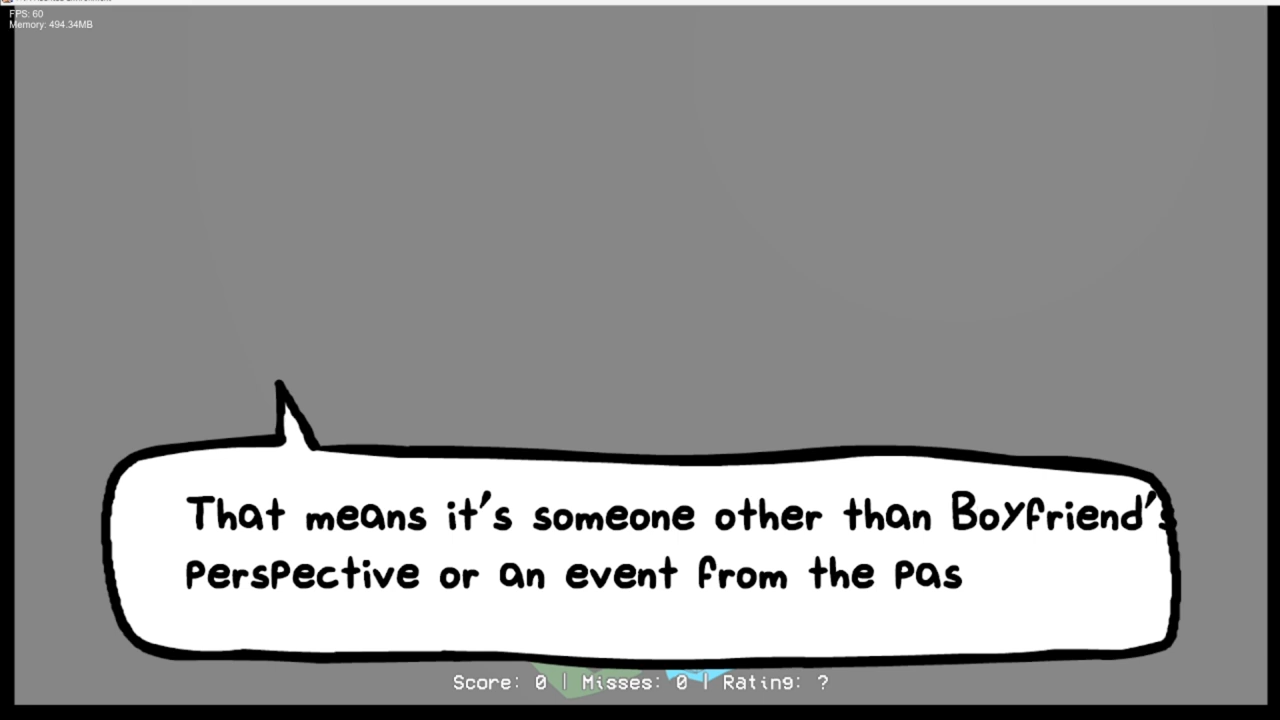 FPS: 60
Memory: 494.34MB
That means it's someone other than Boyfriend's
perspective or an event from the pas
Score: 0 | Misses: 0 | Rating: ?